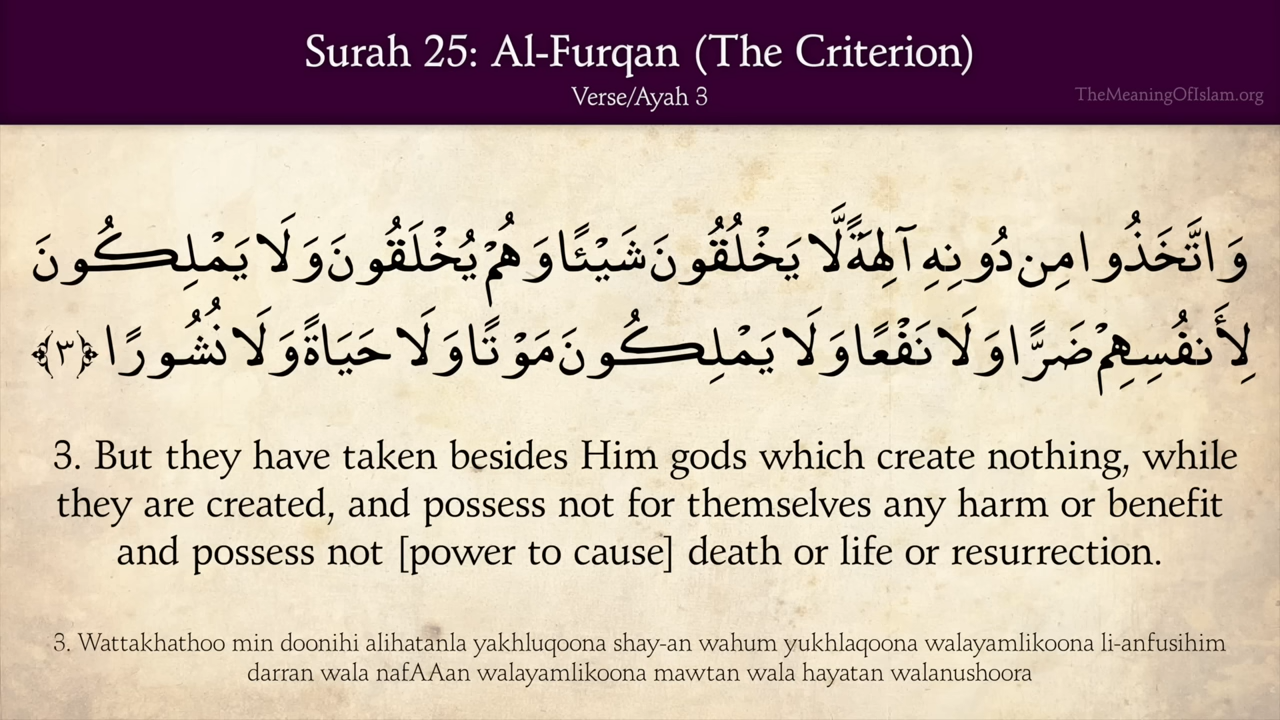 Surah 25: Al-Furqan (The Criterion)
Verse/Ayah 3
TheMeaningOfIslam.org
وَاتَّخَذُوا مِن دُونِهِ آلِهَةً لَّا يَخْلُقُونَ شَيْئًا وَهُمْ يُخْلَقُونَ وَلَا يَمْلِكُونَ
لِأَنفُسِهِمْ ضَرًّا وَلَا نَفْعًا وَلَا يَمْلِكُونَ مَوْتًا وَلَا حَيَاةً وَلَا نُشُورًا ﴿٣﴾
3. But they have taken besides Him gods which create nothing, while
they are created, and possess not for themselves any harm or benefit
and possess not [power to cause] death or life or resurrection.
3. Wattakhathoo min doonihi alihatanla yakhluqoona shay-an wahum yukhlaqoona walayamlikoona li-anfusihim
darran wala nafAAan walayamlikoona mawtan wala hayatan walanushoora